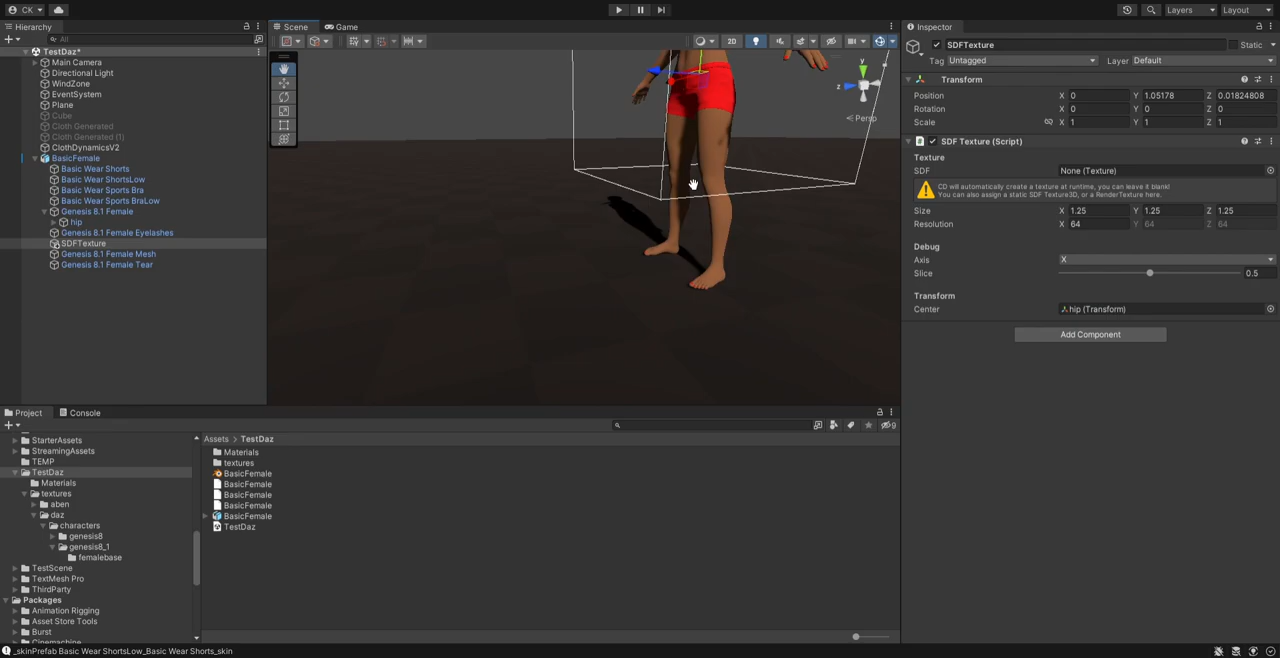 CK
Layers
Layout
Hierarchy
Scene
Game
Inspector
All
2D
SDFTexture
Static
Tag
Untagged
Layer
Default
TestDaz*
Main Camera
Directional Light
WindZone
EventSystem
Plane
Cube
Cloth Generated
Cloth Generated (1)
ClothDynamicsV2
BasicFemale
Basic Wear Shorts
Basic Wear ShortsLow
Basic Wear Sports Bra
Basic Wear Sports BraLow
Genesis 8.1 Female
hip
Genesis 8.1 Female Eyelashes
SDFTexture
Genesis 8.1 Female Mesh
Genesis 8.1 Female Tear
y
z
Persp
Transform
Position X 0 Y 1.05178 Z 0.01824808
Rotation X 0 Y 0 Z 0
Scale X 1 Y 1 Z 1
SDF Texture (Script)
Texture
SDF None (Texture)
CD will automatically create a texture at runtime, you can leave it blank!
You can also assign a static SDF Texture3D, or a RenderTexture here.
Size X 1.25 Y 1.25 Z 1.25
Resolution X 64 Y 64 Z 64
Debug
Axis X
Slice 0.5
Transform
Center hip (Transform)
Add Component
Project
Console
9
StarterAssets
StreamingAssets
TEMP
TestDaz
Materials
textures
aben
daz
characters
genesis8
genesis8_1
femalebase
TestScene
TextMesh Pro
ThirdParty
Packages
Animation Rigging
Asset Store Tools
Burst
Cinemachine
Assets > TestDaz
Materials
textures
BasicFemale
BasicFemale
BasicFemale
BasicFemale
BasicFemale
TestDaz
_skinPrefab Basic Wear ShortsLow_Basic Wear Shorts_skin